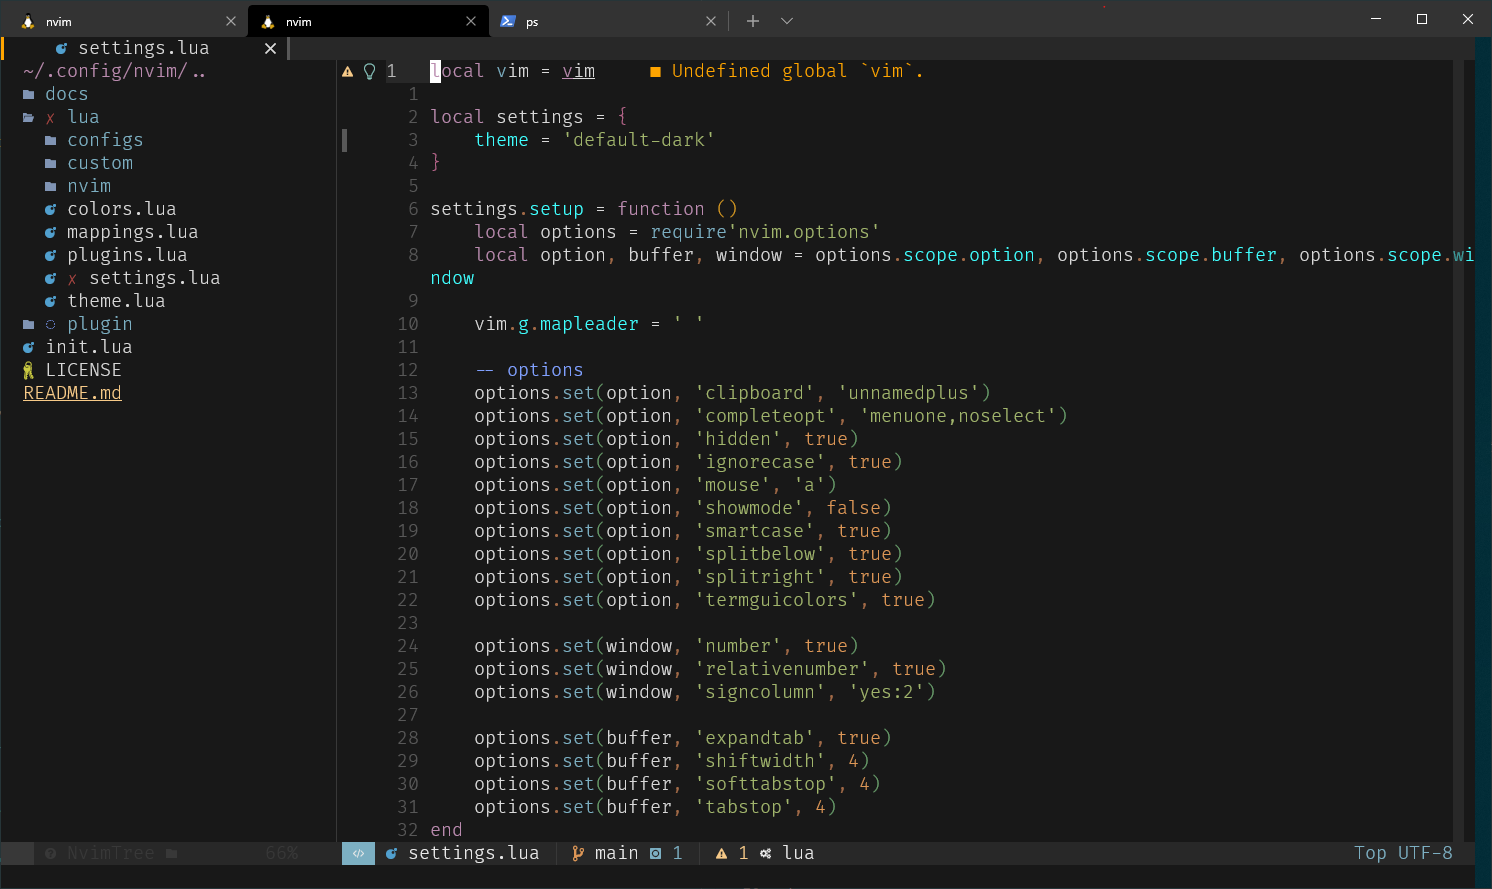 nvim
nvim
ps
settings.lua
~/.config/nvim/..
docs
✗ lua
configs
custom
nvim
colors.lua
mappings.lua
plugins.lua
✗ settings.lua
theme.lua
plugin
init.lua
LICENSE
README.md
1 local vim = vim ■ Undefined global `vim`.
1
2 local settings = {
3 theme = 'default-dark'
4 }
5
6 settings.setup = function ()
7 local options = require'nvim.options'
8 local option, buffer, window = options.scope.option, options.scope.buffer, options.scope.wi
ndow
9
10 vim.g.mapleader = ' '
11
12 -- options
13 options.set(option, 'clipboard', 'unnamedplus')
14 options.set(option, 'completeopt', 'menuone,noselect')
15 options.set(option, 'hidden', true)
16 options.set(option, 'ignorecase', true)
17 options.set(option, 'mouse', 'a')
18 options.set(option, 'showmode', false)
19 options.set(option, 'smartcase', true)
20 options.set(option, 'splitbelow', true)
21 options.set(option, 'splitright', true)
22 options.set(option, 'termguicolors', true)
23
24 options.set(window, 'number', true)
25 options.set(window, 'relativenumber', true)
26 options.set(window, 'signcolumn', 'yes:2')
27
28 options.set(buffer, 'expandtab', true)
29 options.set(buffer, 'shiftwidth', 4)
30 options.set(buffer, 'softtabstop', 4)
31 options.set(buffer, 'tabstop', 4)
32 end
NvimTree 66%
</> settings.lua main 1 1 lua Top UTF-8